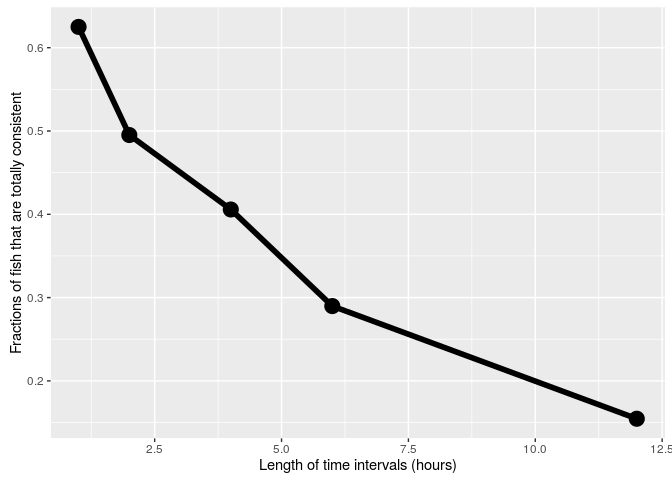 Fractions of fish that are totally consistent
0.6
0.5
0.4
0.3
0.2
2.5 5.0 7.5 10.0 12.5
Length of time intervals (hours)